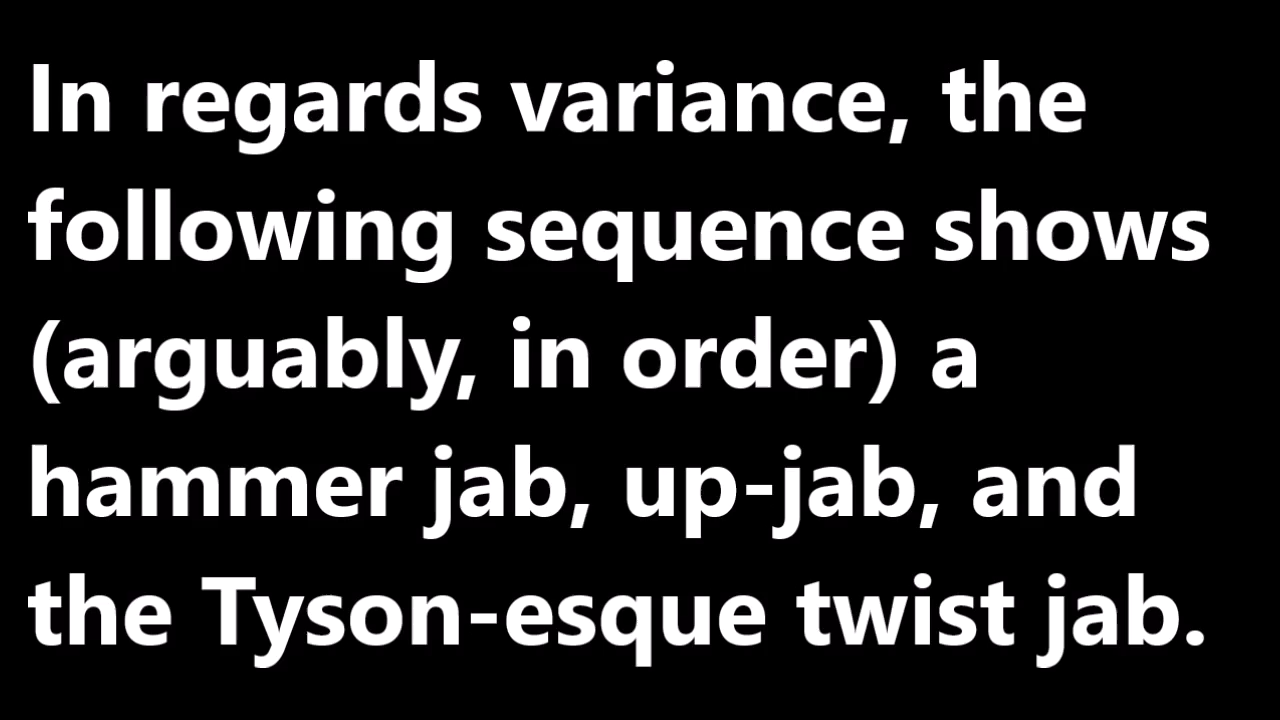 In regards variance, the
following sequence shows
(arguably, in order) a
hammer jab, up-jab, and
the Tyson-esque twist jab.